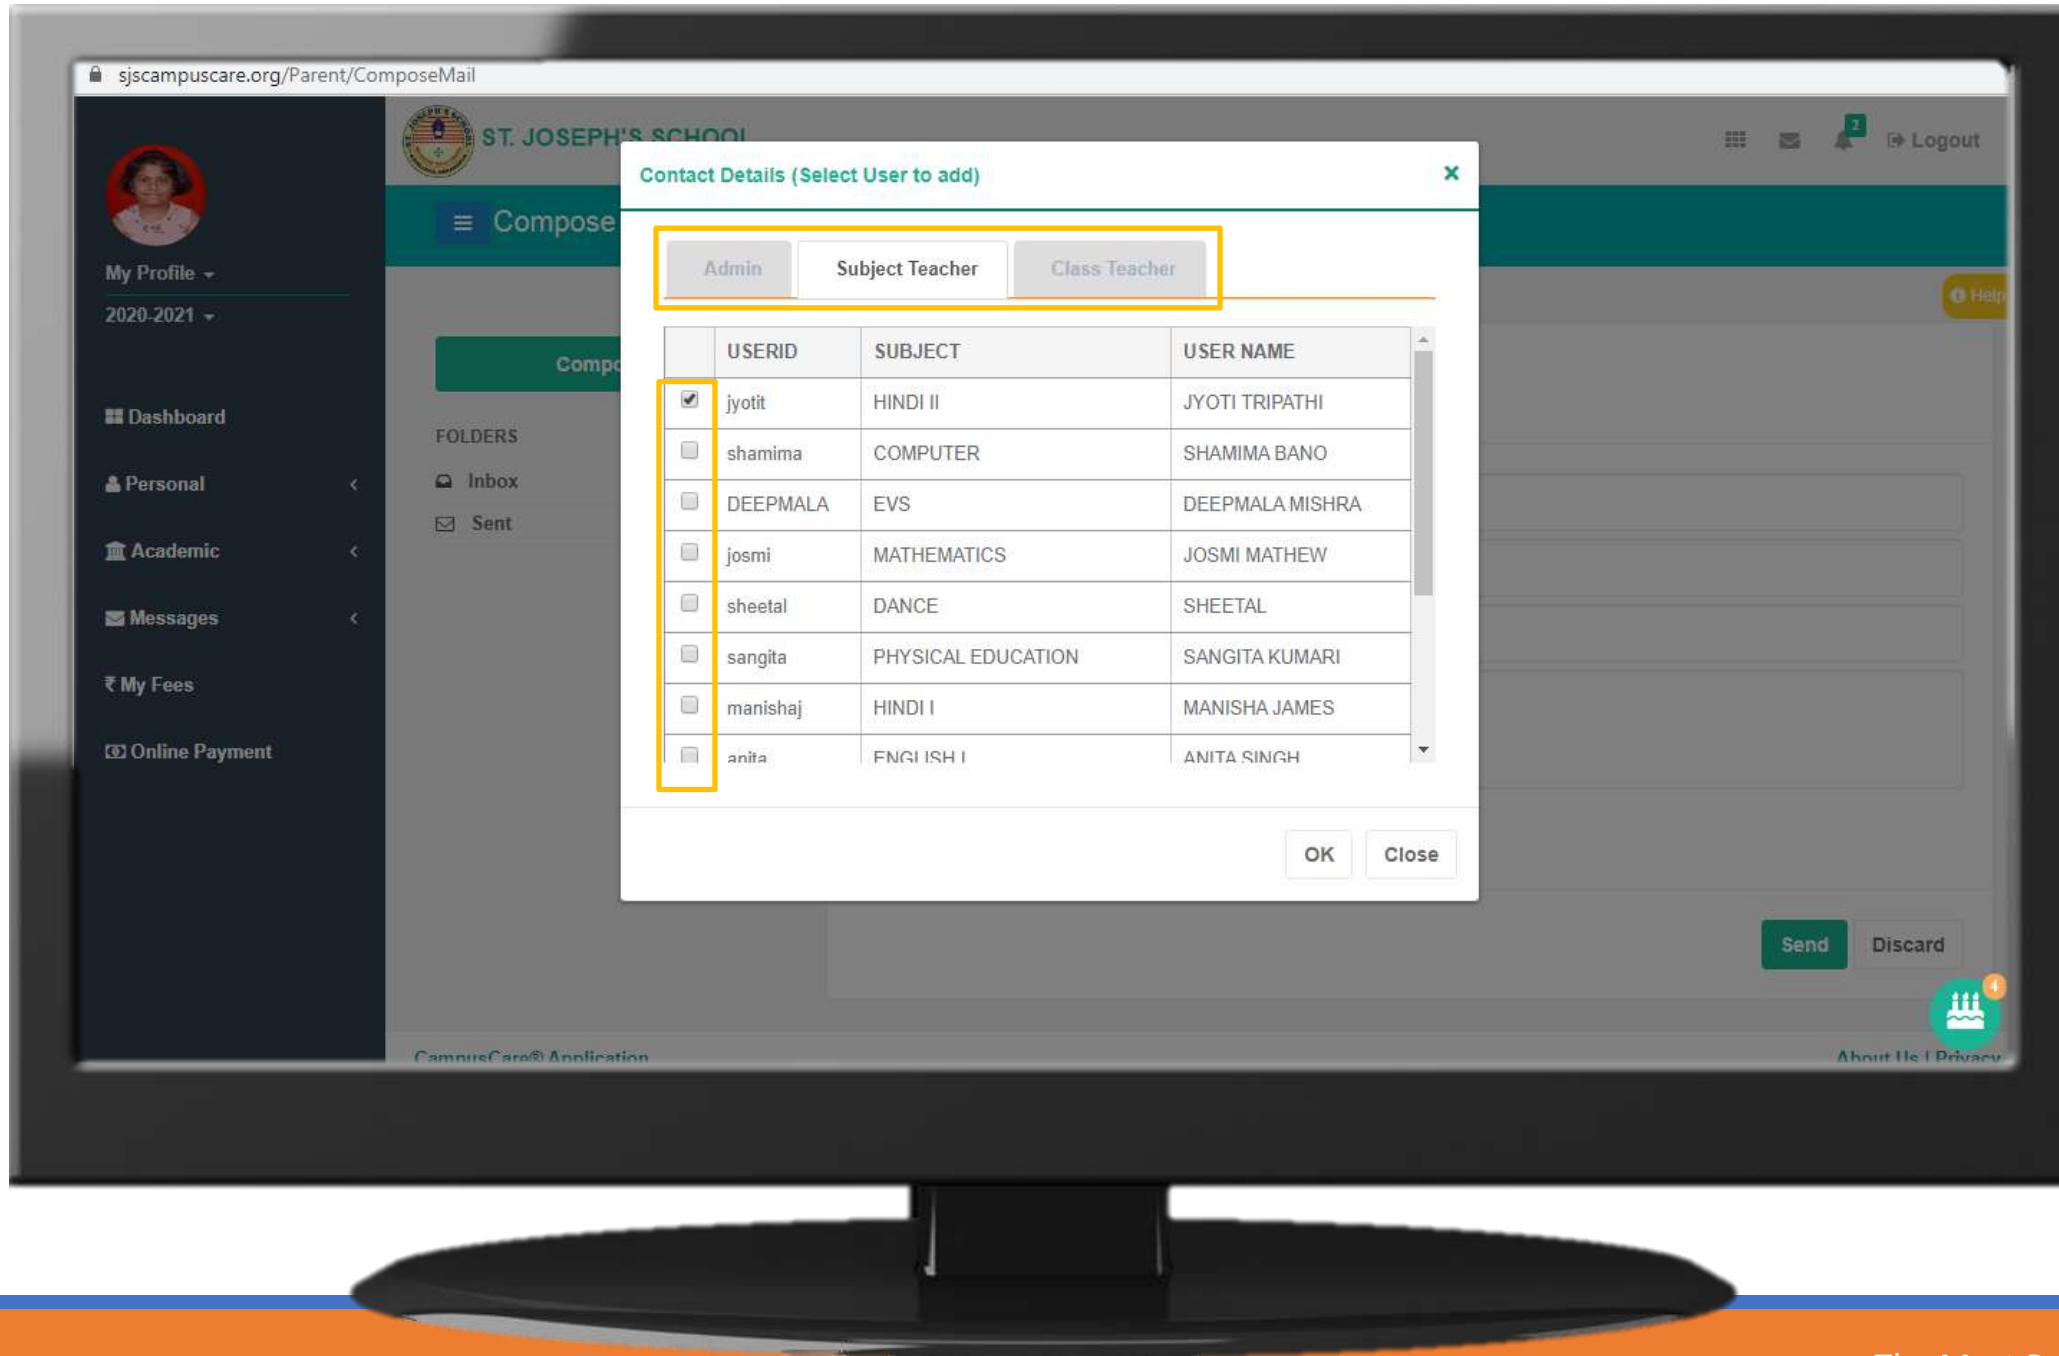 sjscampuscare.org/Parent/ComposeMail
ST. JOSEPH'S SCHOOL
2
Logout
Contact Details (Select User to add)
×
Compose
My Profile
2020-2021
Admin
Subject Teacher
Class Teacher
Help
USERID SUBJECT USER NAME
jyotit HINDI II JYOTI TRIPATHI
shamima COMPUTER SHAMIMA BANO
DEEPMALA EVS DEEPMALA MISHRA
josmi MATHEMATICS JOSMI MATHEW
sheetal DANCE SHEETAL
sangita PHYSICAL EDUCATION SANGITA KUMARI
manishaj HINDI I MANISHA JAMES
anita ENGLISH I ANITA SINGH
Dashboard
Personal
Academic
Messages
₹ My Fees
Online Payment
Compo
FOLDERS
Inbox
Sent
OK
Close
Send
Discard
4
CampusCare® Application
About Us | Privacy